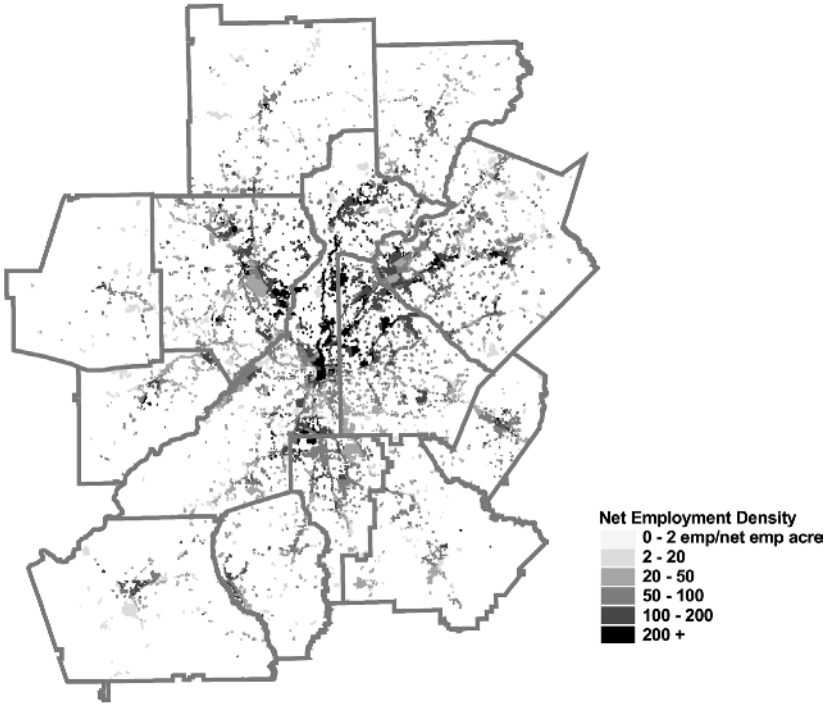 Net Employment Density
0 - 2 emp/net emp acre
2 - 20
20 - 50
50 - 100
100 - 200
200 +